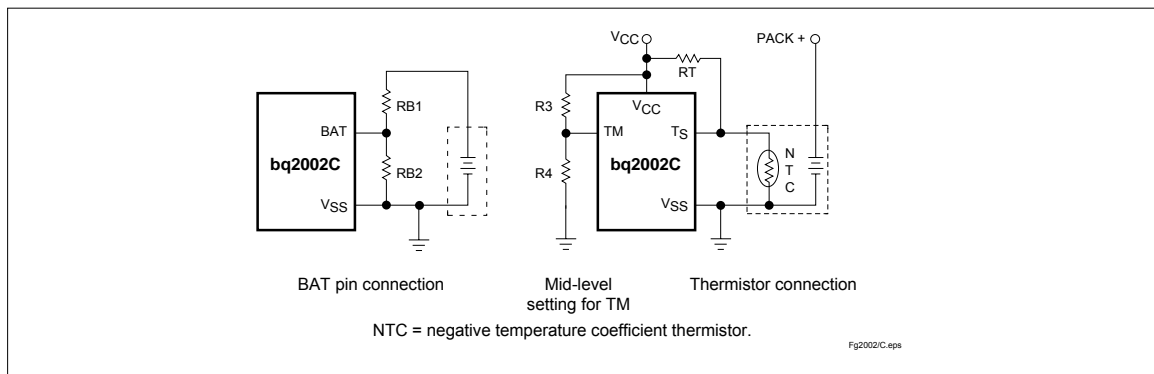 RB1
BAT
bq2002C
RB2
VSS
BAT pin connection
VCC
RT
PACK +
R3
VCC
TM
TS
bq2002C
R4
VSS
N
T
C
Mid-level
setting for TM
Thermistor connection
NTC = negative temperature coefficient thermistor.
Fg2002/C.eps